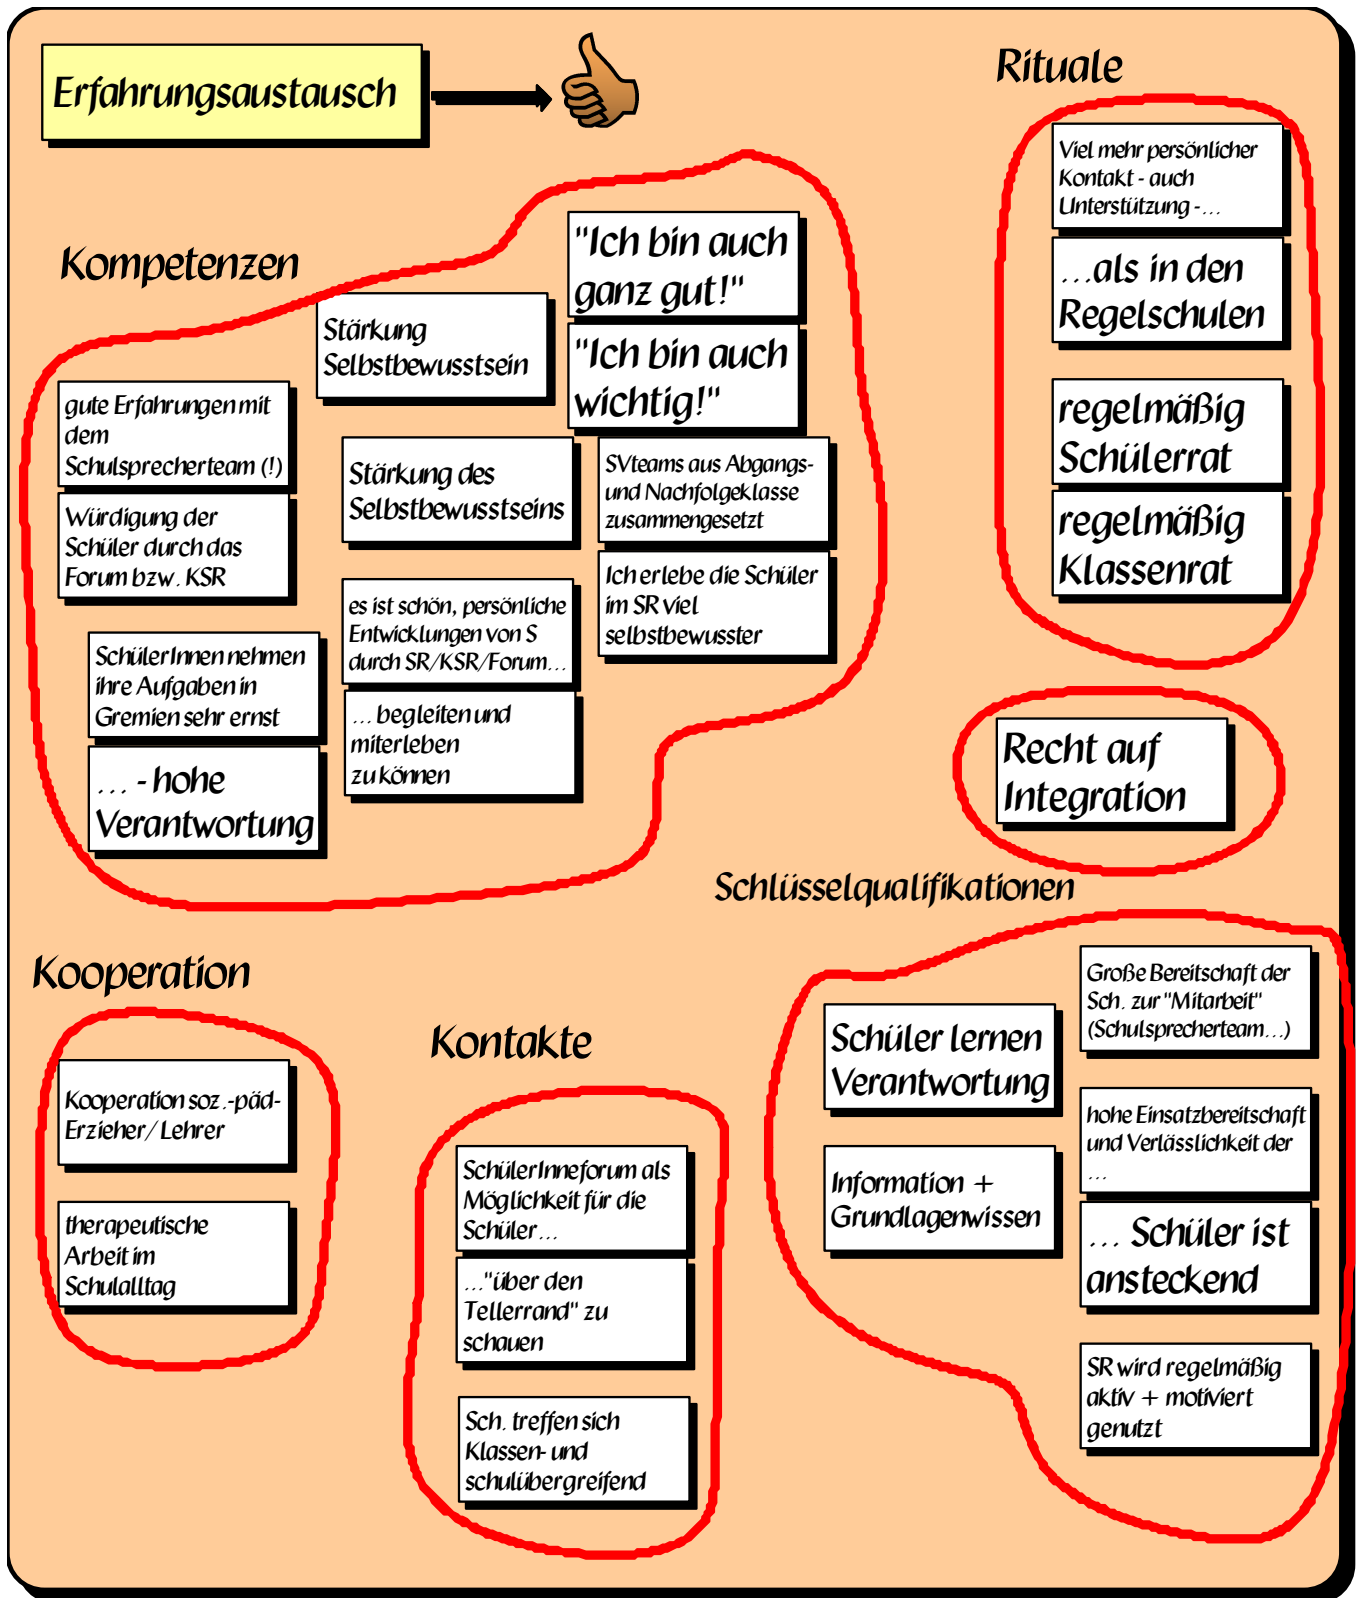 Erfahrungsaustausch
Rituale
Viel mehr persönlicher
Kontakt - auch
Unterstützung -...
...als in den
Regelschulen
regelmäßig
Schülerrat
regelmäßig
Klassenrat
Kompetenzen
"Ich bin auch
ganz gut!"
"Ich bin auch
wichtig!"
Stärkung
Selbstbewusstsein
gute Erfahrungen mit
dem
Schulsprecherteam (!)
Würdigung der
Schüler durch das
Forum bzw. KSR
Stärkung des
Selbstbewusstseins
SVteams aus Abgangs-
und Nachfolgeklasse
zusammengesetzt
Ich erlebe die Schüler
im SR viel
selbstbewusster
es ist schön, persönliche
Entwicklungen von S
durch SR/KSR/Forum...
... begleiten und
miterleben
zu können
SchülerInnen nehmen
ihre Aufgaben in
Gremien sehr ernst
... - hohe
Verantwortung
Recht auf
Integration
Schlüsselqualifikationen
Große Bereitschaft der
Sch. zur "Mitarbeit"
(Schulsprecherteam...)
Schüler lernen
Verantwortung
hohe Einsatzbereitschaft
und Verlässlichkeit der
...
... Schüler ist
ansteckend
Information +
Grundlagenwissen
SR wird regelmäßig
aktiv + motiviert
genutzt
Kooperation
Kooperation soz.-päd-
Erzieher/ Lehrer
therapeutische
Arbeit im
Schulalltag
Kontakte
SchülerInneforum als
Möglichkeit für die
Schüler...
..."über den
Tellerrand" zu
schauen
Sch. treffen sich
Klassen- und
schulübergreifend